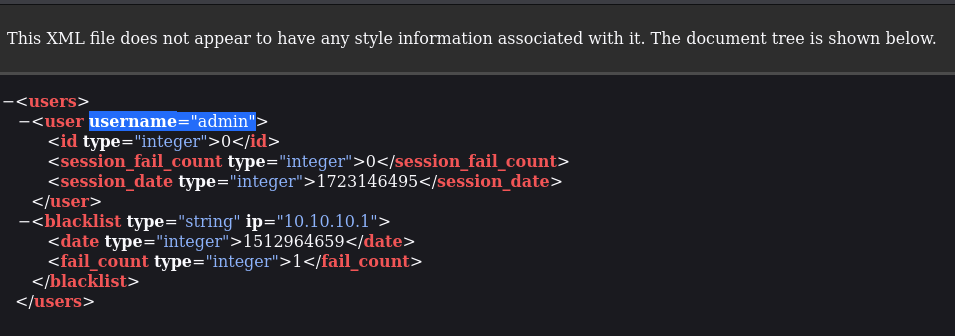 This XML file does not appear to have any style information associated with it. The document tree is shown below.
−<users>
−<user username="admin">
<id type="integer">0</id>
<session_fail_count type="integer">0</session_fail_count>
<session_date type="integer">1723146495</session_date>
</user>
−<blacklist type="string" ip="10.10.10.1">
<date type="integer">1512964659</date>
<fail_count type="integer">1</fail_count>
</blacklist>
</users>